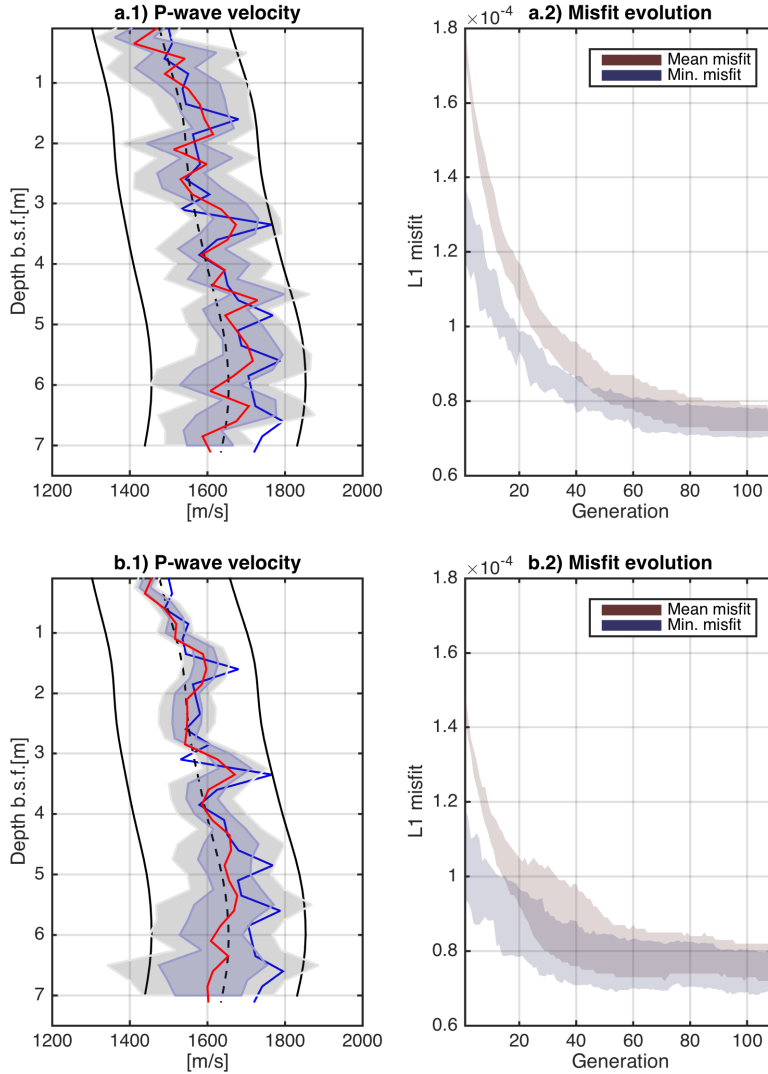 a.1) P-wave velocity
Depth b.s.f.[m]
1
2
3
4
5
6
7
1200 1400 1600 1800 2000
[m/s]
a.2) Misfit evolution
×10⁻⁴
L1 misfit
1.8
1.6
1.4
1.2
1
0.8
0.6
Mean misfit
Min. misfit
20 40 60 80 100
Generation
b.1) P-wave velocity
Depth b.s.f.[m]
1
2
3
4
5
6
7
1200 1400 1600 1800 2000
[m/s]
b.2) Misfit evolution
×10⁻⁴
L1 misfit
1.8
1.6
1.4
1.2
1
0.8
0.6
Mean misfit
Min. misfit
20 40 60 80 100
Generation